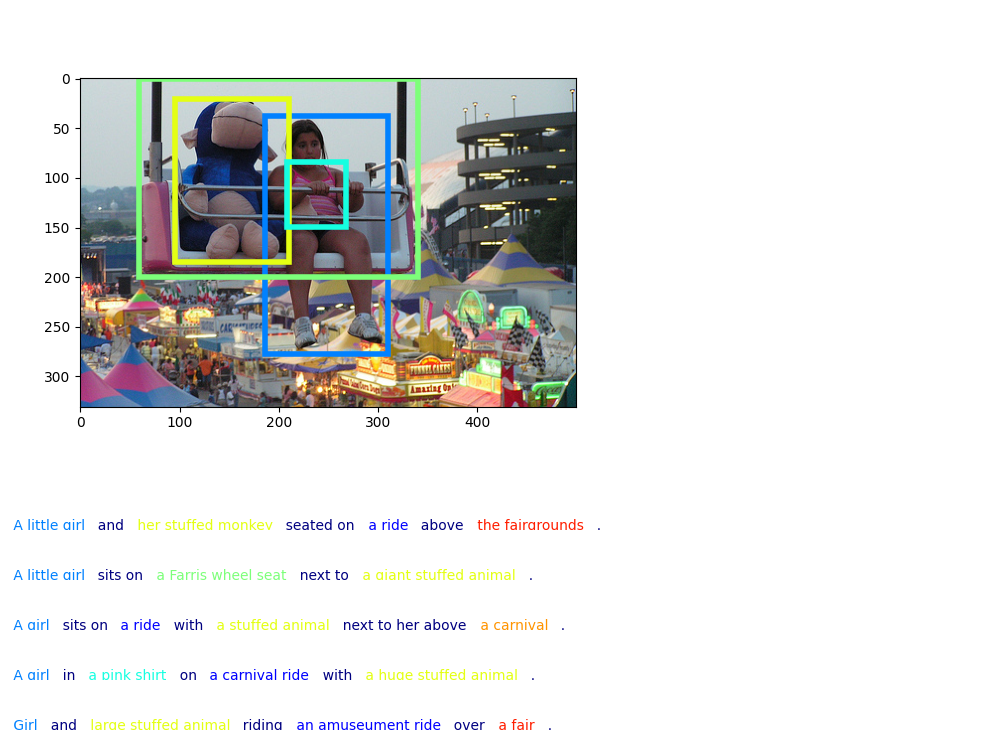 0
50
100
150
200
250
300
0 100 200 300 400
FUNNEL CAKES
Amazing
A little girl and her stuffed monkey seated on a ride above the fairgrounds .
A little girl sits on a Farris wheel seat next to a giant stuffed animal .
A girl sits on a ride with a stuffed animal next to her above a carnival .
A girl in a pink shirt on a carnival ride with a huge stuffed animal .
Girl and large stuffed animal riding an amuseument ride over a fair .